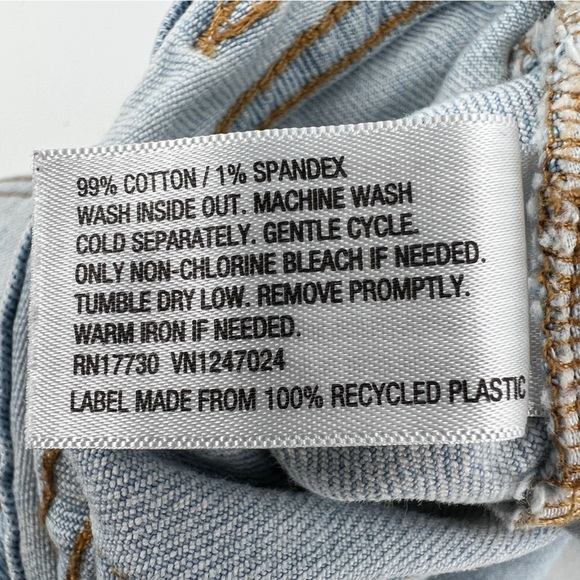 99% COTTON / 1% SPANDEX
WASH INSIDE OUT. MACHINE WASH
COLD SEPARATELY. GENTLE CYCLE.
ONLY NON-CHLORINE BLEACH IF NEEDED.
TUMBLE DRY LOW. REMOVE PROMPTLY.
WARM IRON IF NEEDED.
RN17730 VN1247024
LABEL MADE FROM 100% RECYCLED PLASTIC